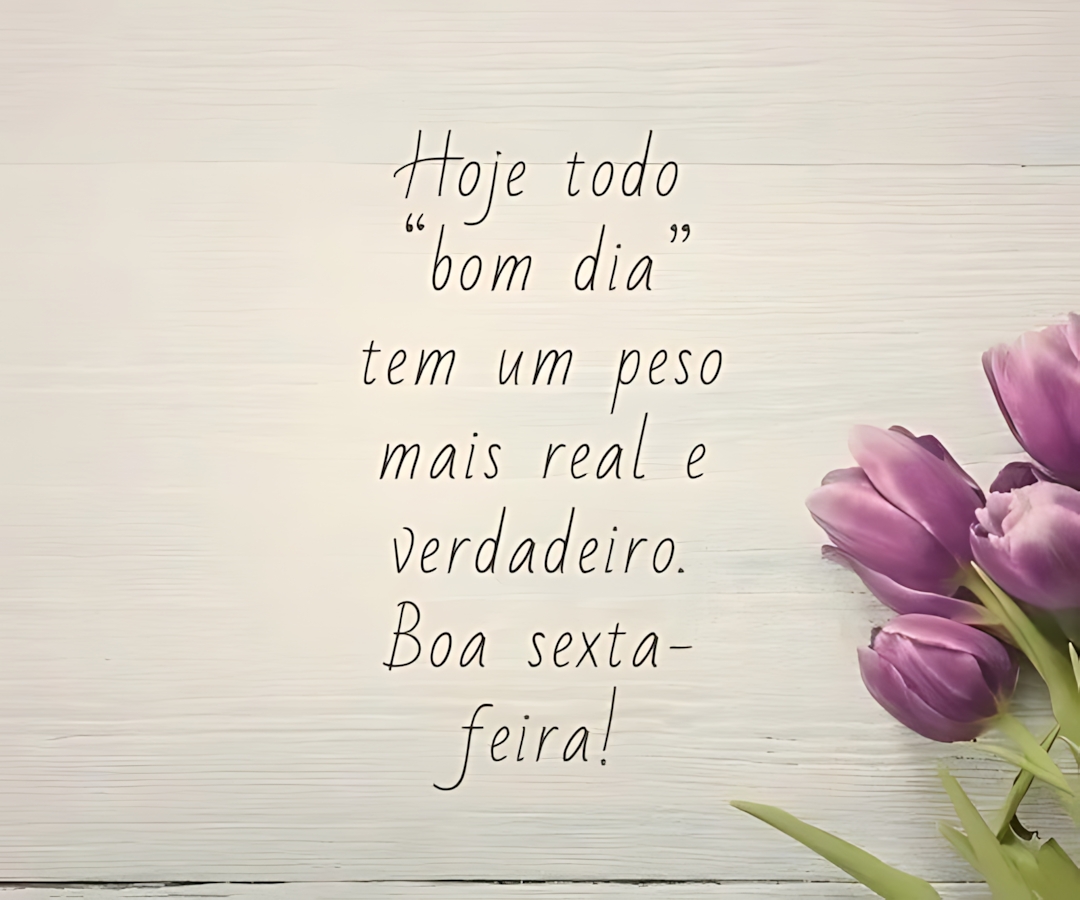 Hoje todo
“bom dia”
tem um peso
mais real e
verdadeiro.
Boa sexta-
feira!